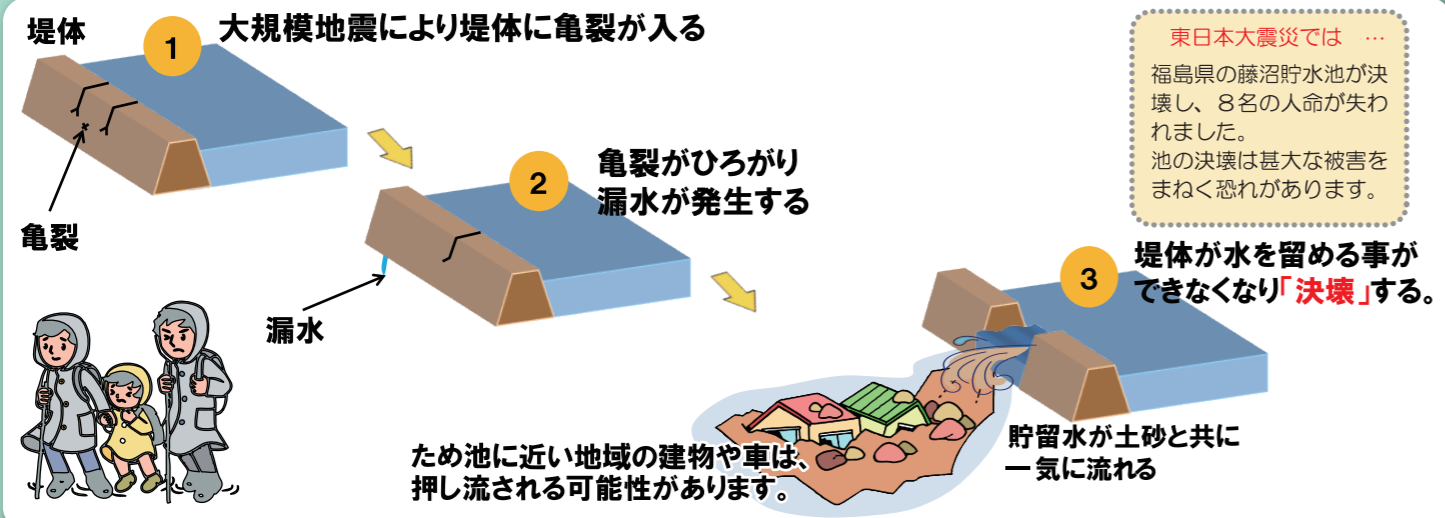 堤体
1
大規模地震により堤体に亀裂が入る
亀裂
2
亀裂がひろがり
漏水が発生する
漏水
東日本大震災では …
福島県の藤沼貯水池が決
壊し、８名の人命が失わ
れました。
池の決壊は甚大な被害を
まねく恐れがあります。
3
堤体が水を留める事が
できなくなり「決壊」する。
貯留水が土砂と共に
一気に流れる
ため池に近い地域の建物や車は、
押し流される可能性があります。